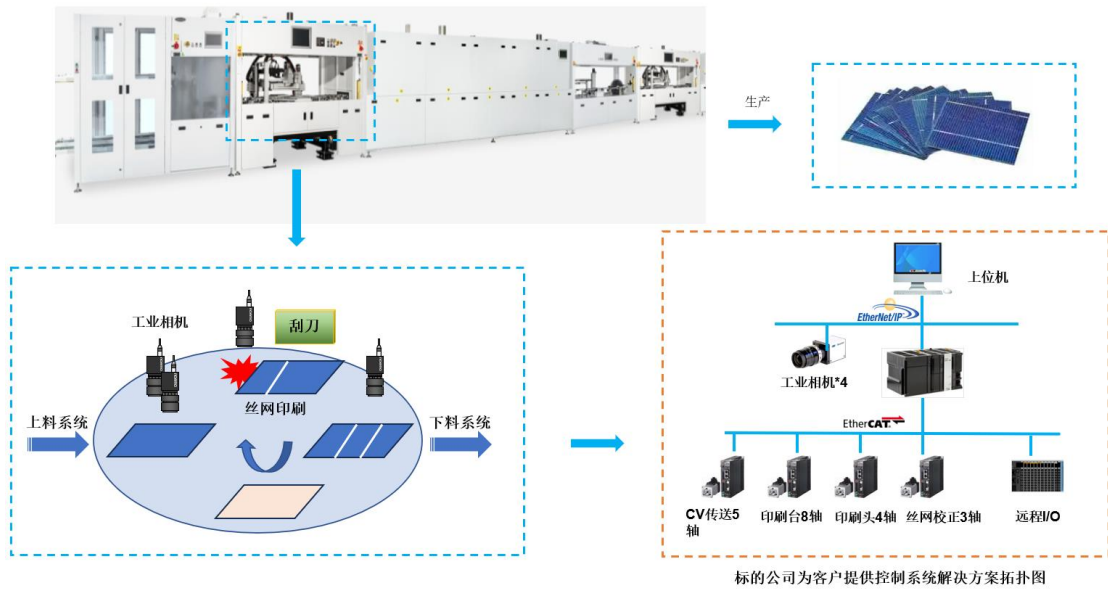 生产
工业相机
刮刀
丝网印刷
上料系统
下料系统
上位机
EtherNet/IP
工业相机*4
EtherCAT
CV传送5
轴
印刷台8轴
印刷头4轴
丝网校正3轴
远程I/O
标的公司为客户提供控制系统解决方案拓扑图